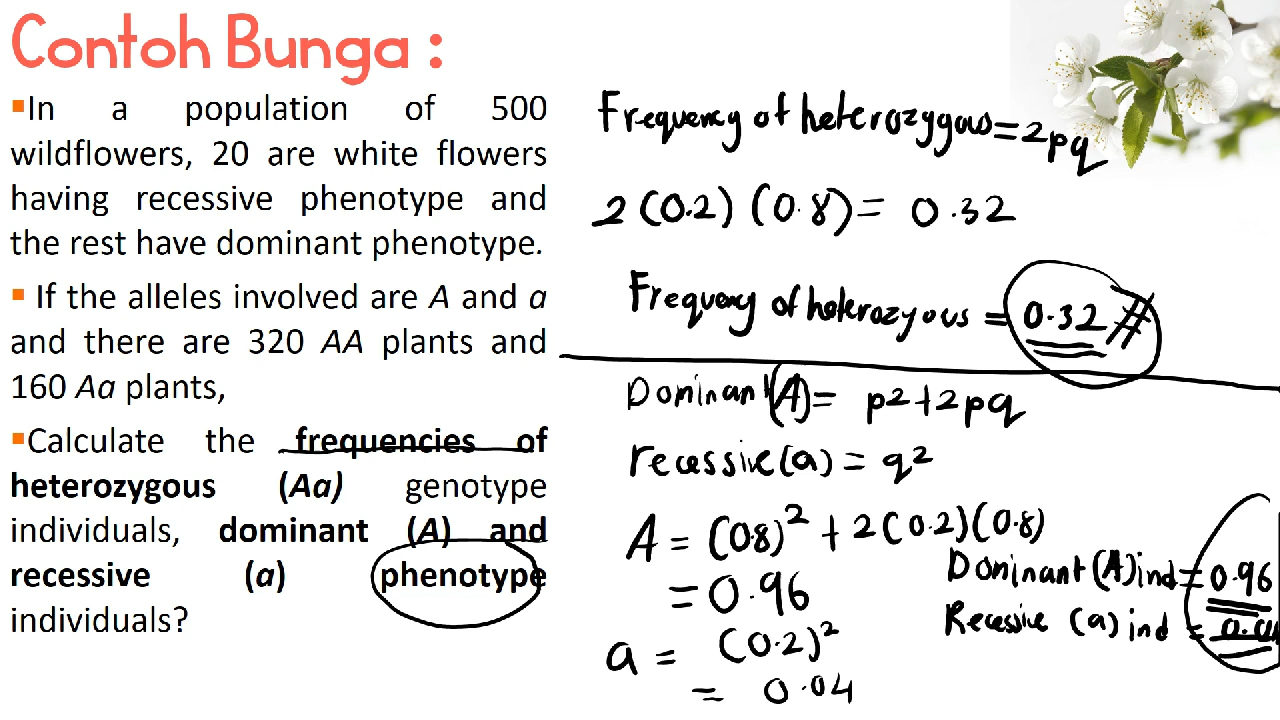 Contoh Bunga :
▪In a population of 500
wildflowers, 20 are white flowers
having recessive phenotype and
the rest have dominant phenotype.
▪ If the alleles involved are A and a
and there are 320 AA plants and
160 Aa plants,
▪Calculate the frequencies of
heterozygous (Aa) genotype
individuals, dominant (A) and
recessive (a) phenotype
individuals?
Frequency of heterozygous = 2pq
2 (0.2) (0.8) = 0.32
Frequency of heterozyous = 0.32 #
Dominant (A) = p2+2pq
recessive (a) = q2
A = (0.8)2 + 2(0.2)(0.8)
= 0.96
a = (0.2)2
= 0.04
Dominant (A) ind = 0.96
Recessive (a) ind =